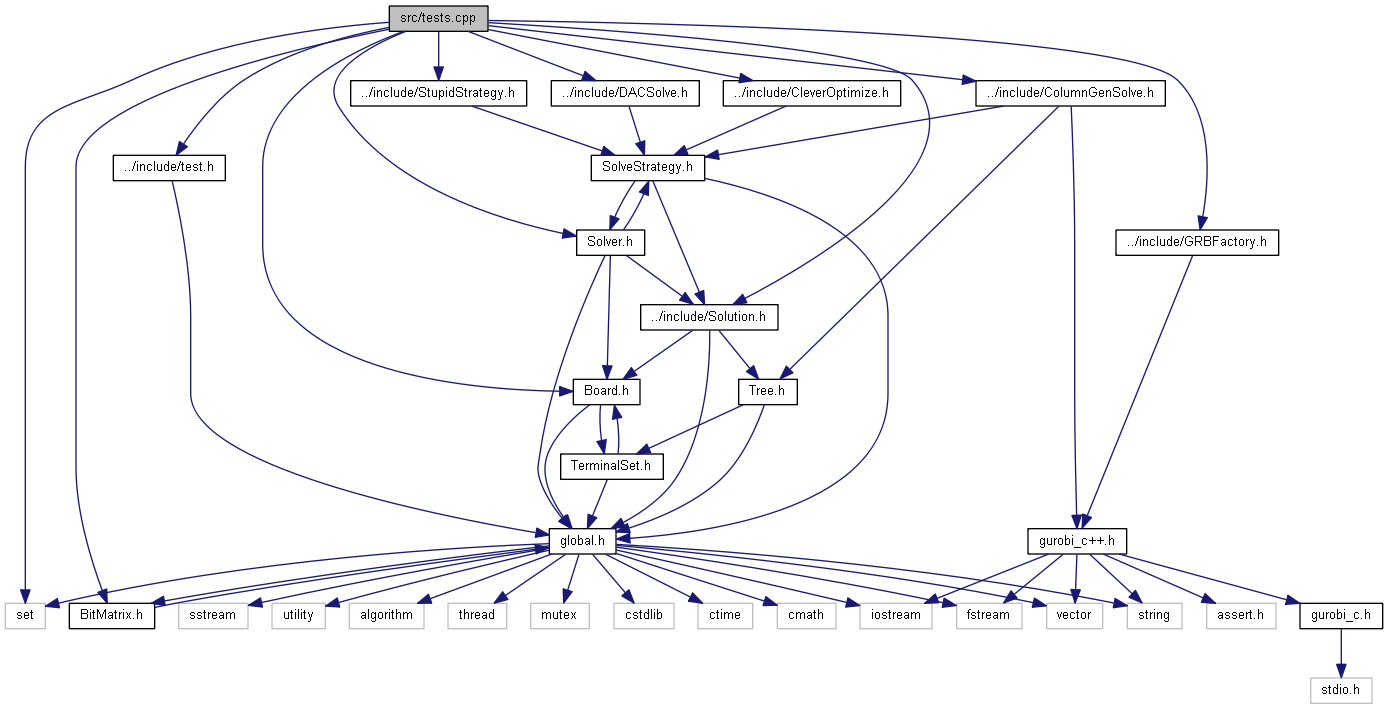 src/tests.cpp
../include/StupidStrategy.h
../include/DACSolve.h
../include/CleverOptimize.h
../include/ColumnGenSolve.h
../include/test.h
SolveStrategy.h
Solver.h
../include/GRBFactory.h
../include/Solution.h
Board.h
Tree.h
TerminalSet.h
global.h
gurobi_c++.h
set
BitMatrix.h
sstream
utility
algorithm
thread
mutex
cstdlib
ctime
cmath
iostream
fstream
vector
string
assert.h
gurobi_c.h
stdio.h